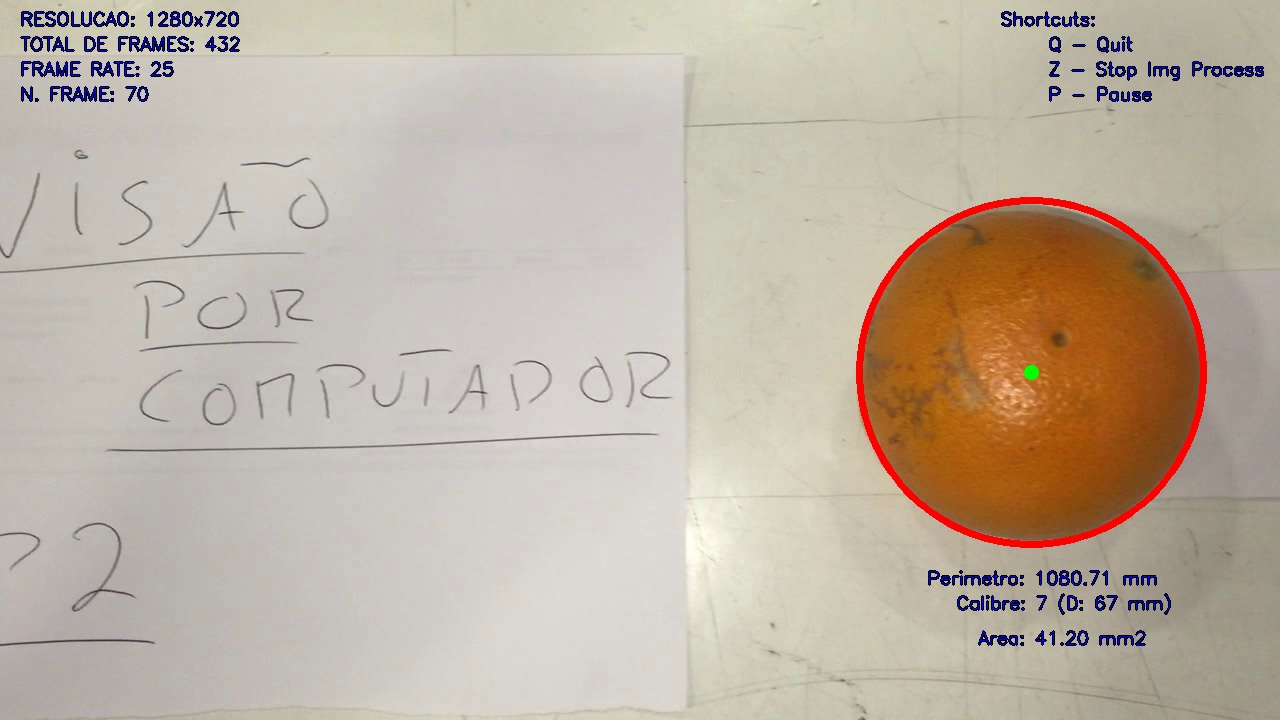 RESOLUCAO: 1280x720
TOTAL DE FRAMES: 432
FRAME RATE: 25
N. FRAME: 70
Shortcuts:
Q - Quit
Z - Stop Img Process
P - Pause
VISÃO
POR
COMPUTADOR
P2
Perimetro: 1080.71 mm
Calibre: 7 (D: 67 mm)
Area: 41.20 mm2